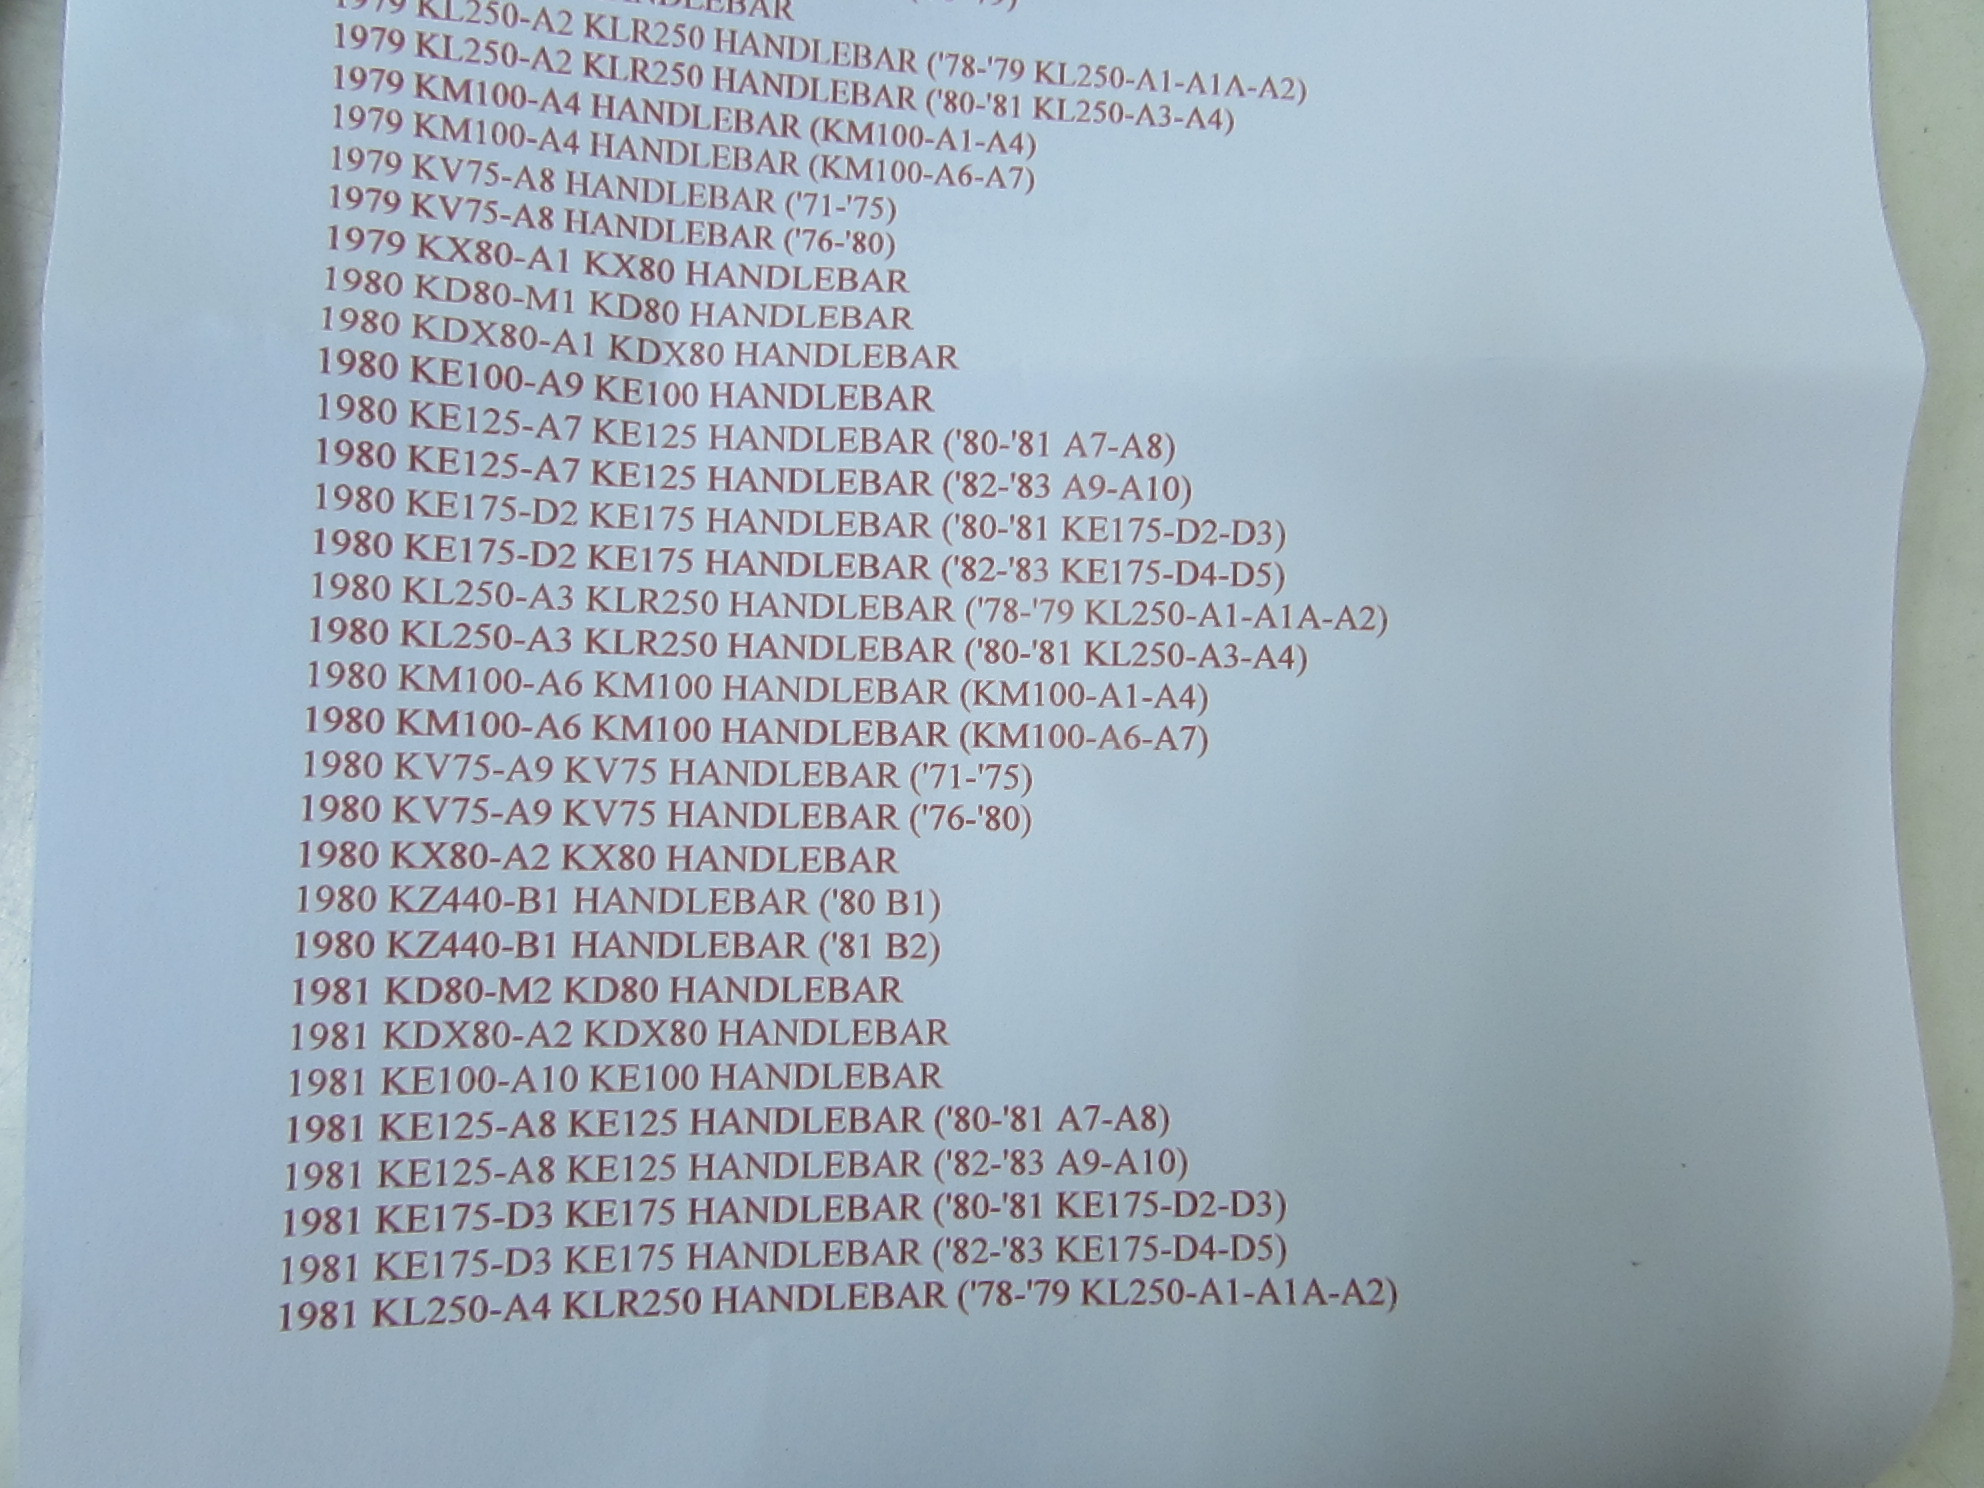 1979 KL250-A2 KLR250 HANDLEBAR ('78-'79 KL250-A1-A1A-A2)
1979 KL250-A2 KLR250 HANDLEBAR ('80-'81 KL250-A3-A4)
1979 KM100-A4 HANDLEBAR (KM100-A1-A4)
1979 KM100-A4 HANDLEBAR (KM100-A6-A7)
1979 KV75-A8 HANDLEBAR ('71-'75)
1979 KV75-A8 HANDLEBAR ('76-'80)
1979 KX80-A1 KX80 HANDLEBAR
1980 KD80-M1 KD80 HANDLEBAR
1980 KDX80-A1 KDX80 HANDLEBAR
1980 KE100-A9 KE100 HANDLEBAR
1980 KE125-A7 KE125 HANDLEBAR ('80-'81 A7-A8)
1980 KE125-A7 KE125 HANDLEBAR ('82-'83 A9-A10)
1980 KE175-D2 KE175 HANDLEBAR ('80-'81 KE175-D2-D3)
1980 KE175-D2 KE175 HANDLEBAR ('82-'83 KE175-D4-D5)
1980 KL250-A3 KLR250 HANDLEBAR ('78-'79 KL250-A1-A1A-A2)
1980 KL250-A3 KLR250 HANDLEBAR ('80-'81 KL250-A3-A4)
1980 KM100-A6 KM100 HANDLEBAR (KM100-A1-A4)
1980 KM100-A6 KM100 HANDLEBAR (KM100-A6-A7)
1980 KV75-A9 KV75 HANDLEBAR ('71-'75)
1980 KV75-A9 KV75 HANDLEBAR ('76-'80)
1980 KX80-A2 KX80 HANDLEBAR
1980 KZ440-B1 HANDLEBAR ('80 B1)
1980 KZ440-B1 HANDLEBAR ('81 B2)
1981 KD80-M2 KD80 HANDLEBAR
1981 KDX80-A2 KDX80 HANDLEBAR
1981 KE100-A10 KE100 HANDLEBAR
1981 KE125-A8 KE125 HANDLEBAR ('80-'81 A7-A8)
1981 KE125-A8 KE125 HANDLEBAR ('82-'83 A9-A10)
1981 KE175-D3 KE175 HANDLEBAR ('80-'81 KE175-D2-D3)
1981 KE175-D3 KE175 HANDLEBAR ('82-'83 KE175-D4-D5)
1981 KL250-A4 KLR250 HANDLEBAR ('78-'79 KL250-A1-A1A-A2)